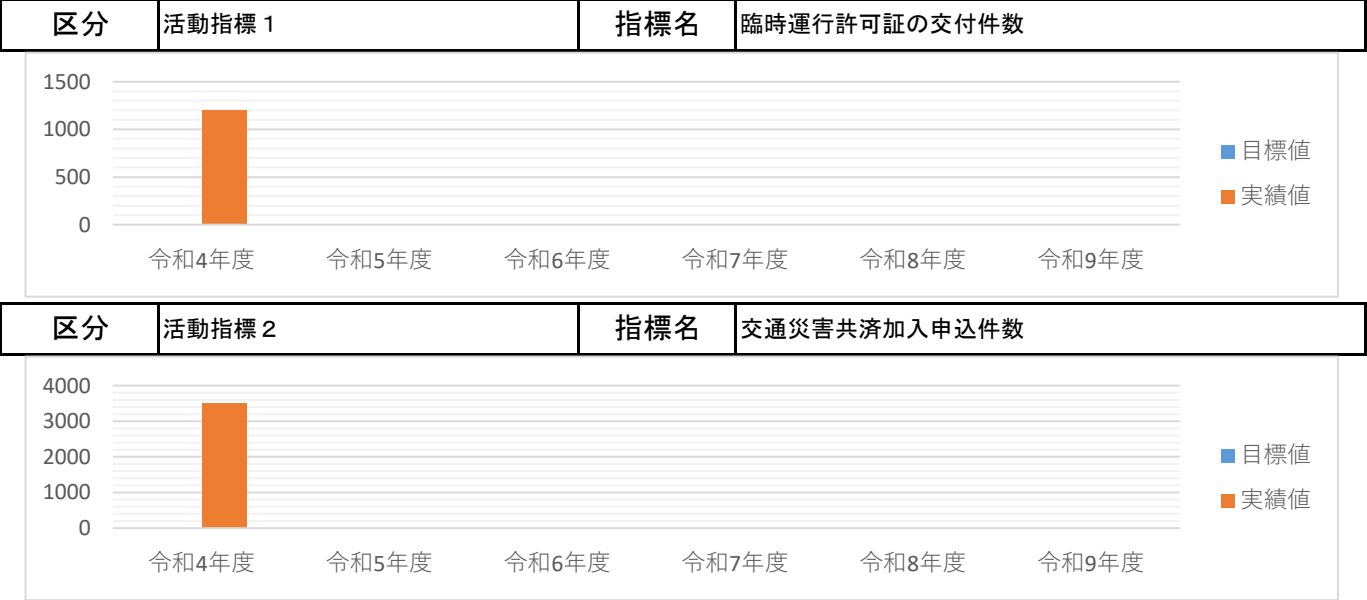 区分 活動指標１ 指標名 臨時運行許可証の交付件数
1500
1000
500
0
令和4年度 令和5年度 令和6年度 令和7年度 令和8年度 令和9年度
目標値
実績値
区分 活動指標２ 指標名 交通災害共済加入申込件数
4000
3000
2000
1000
0
令和4年度 令和5年度 令和6年度 令和7年度 令和8年度 令和9年度
目標値
実績値